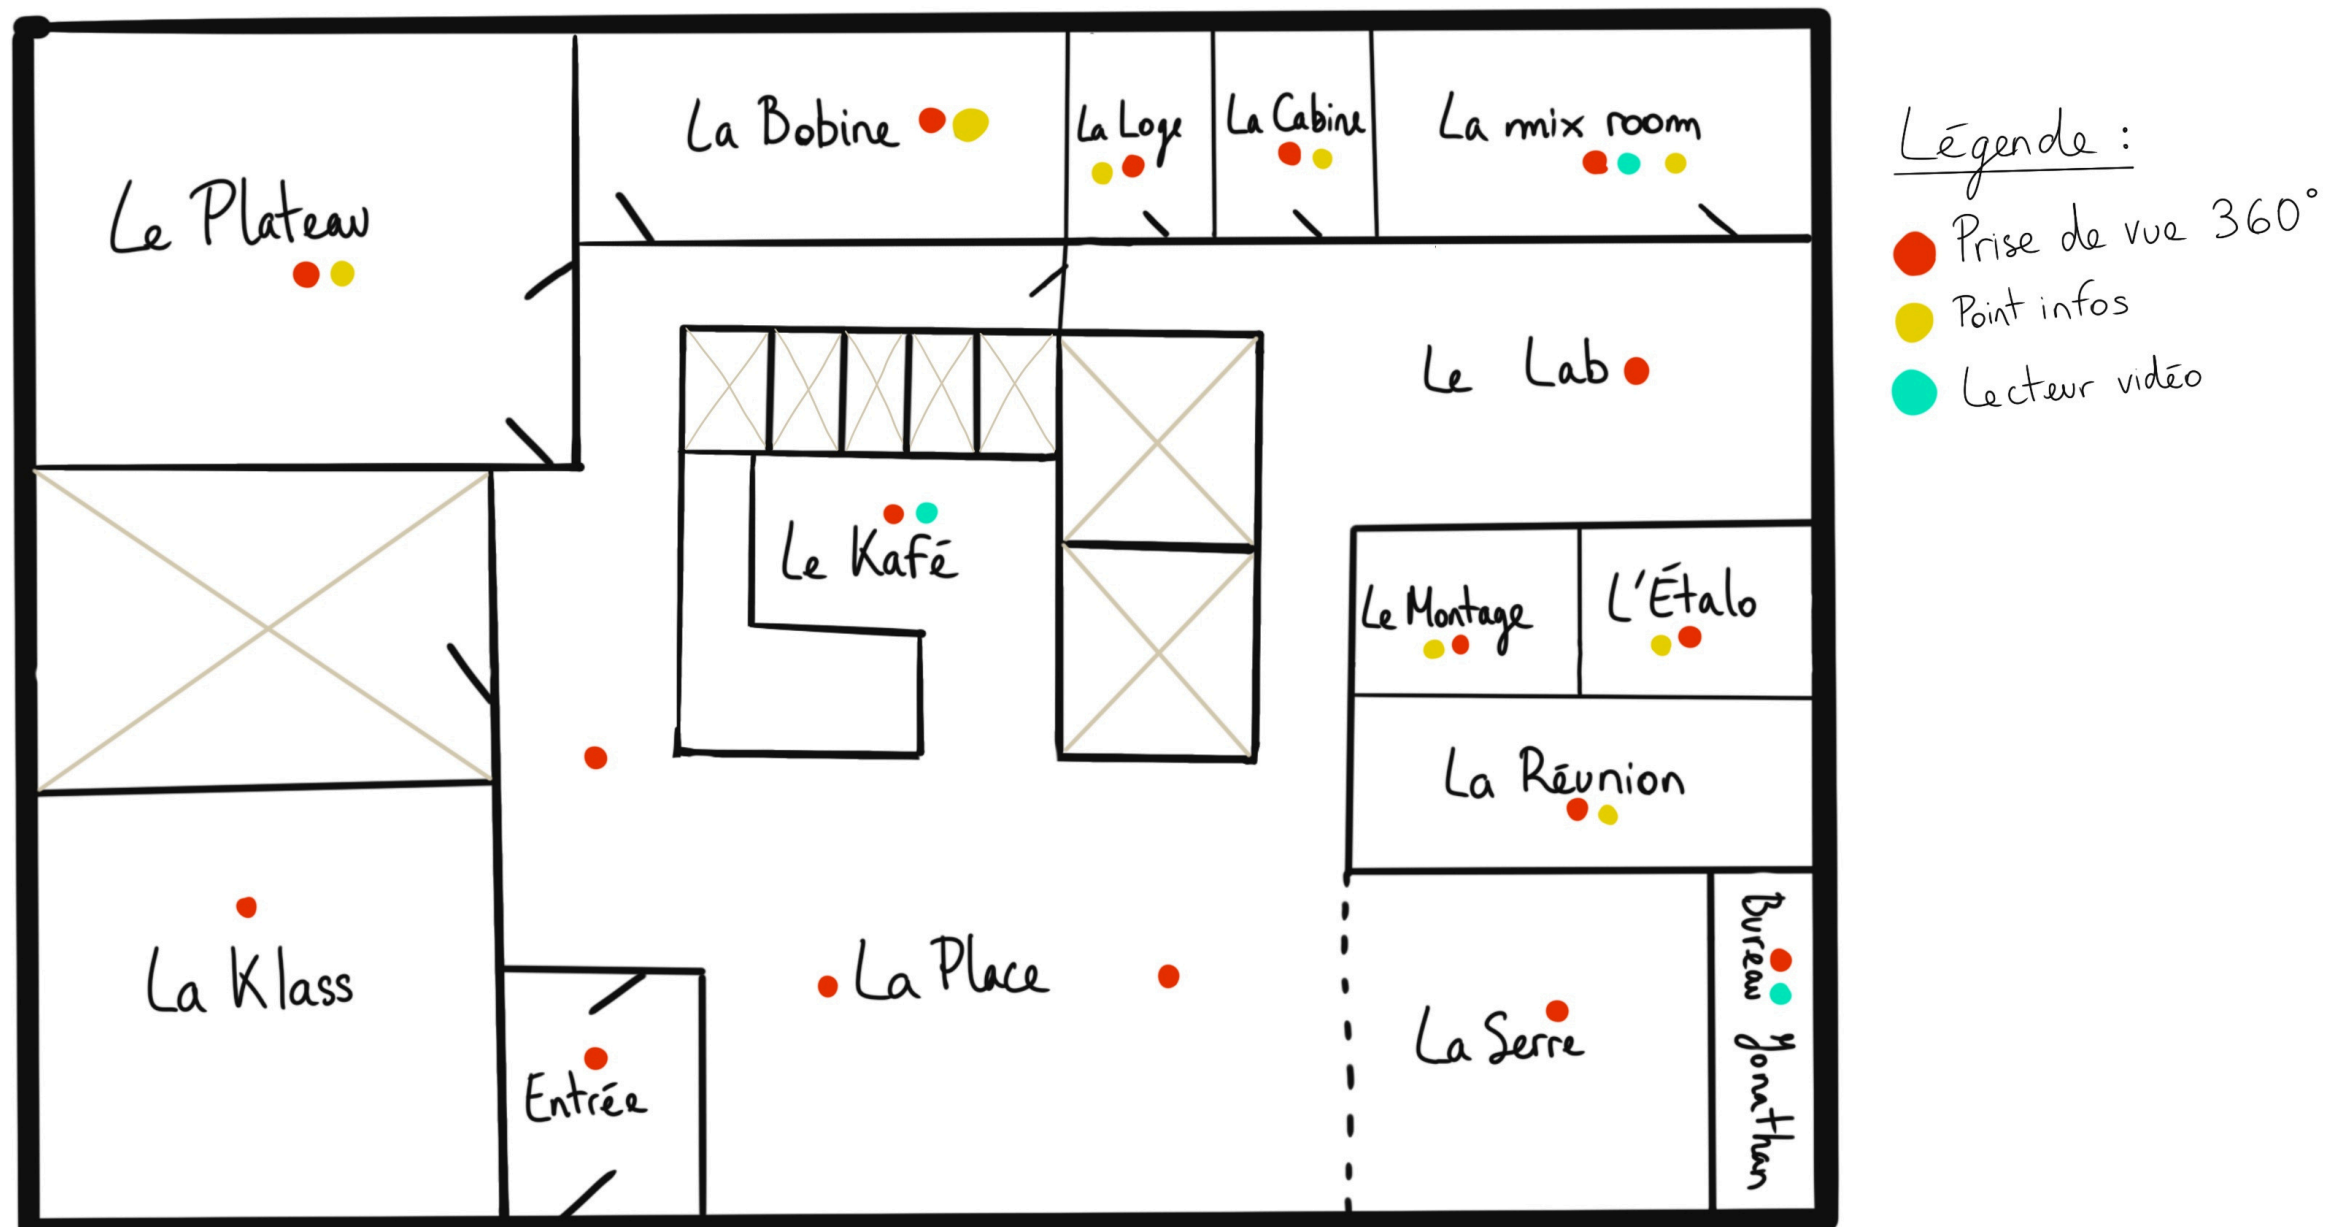 La Bobine
La Loge
La Cabine
La mix room
Le Plateau
Le Lab
Le Kafé
Le Montage
L'Étalo
La Réunion
La Klass
La Place
Entrée
La Serre
Bureau Jonathan
Légende :
Prise de vue 360°
Point infos
Lecteur vidéo